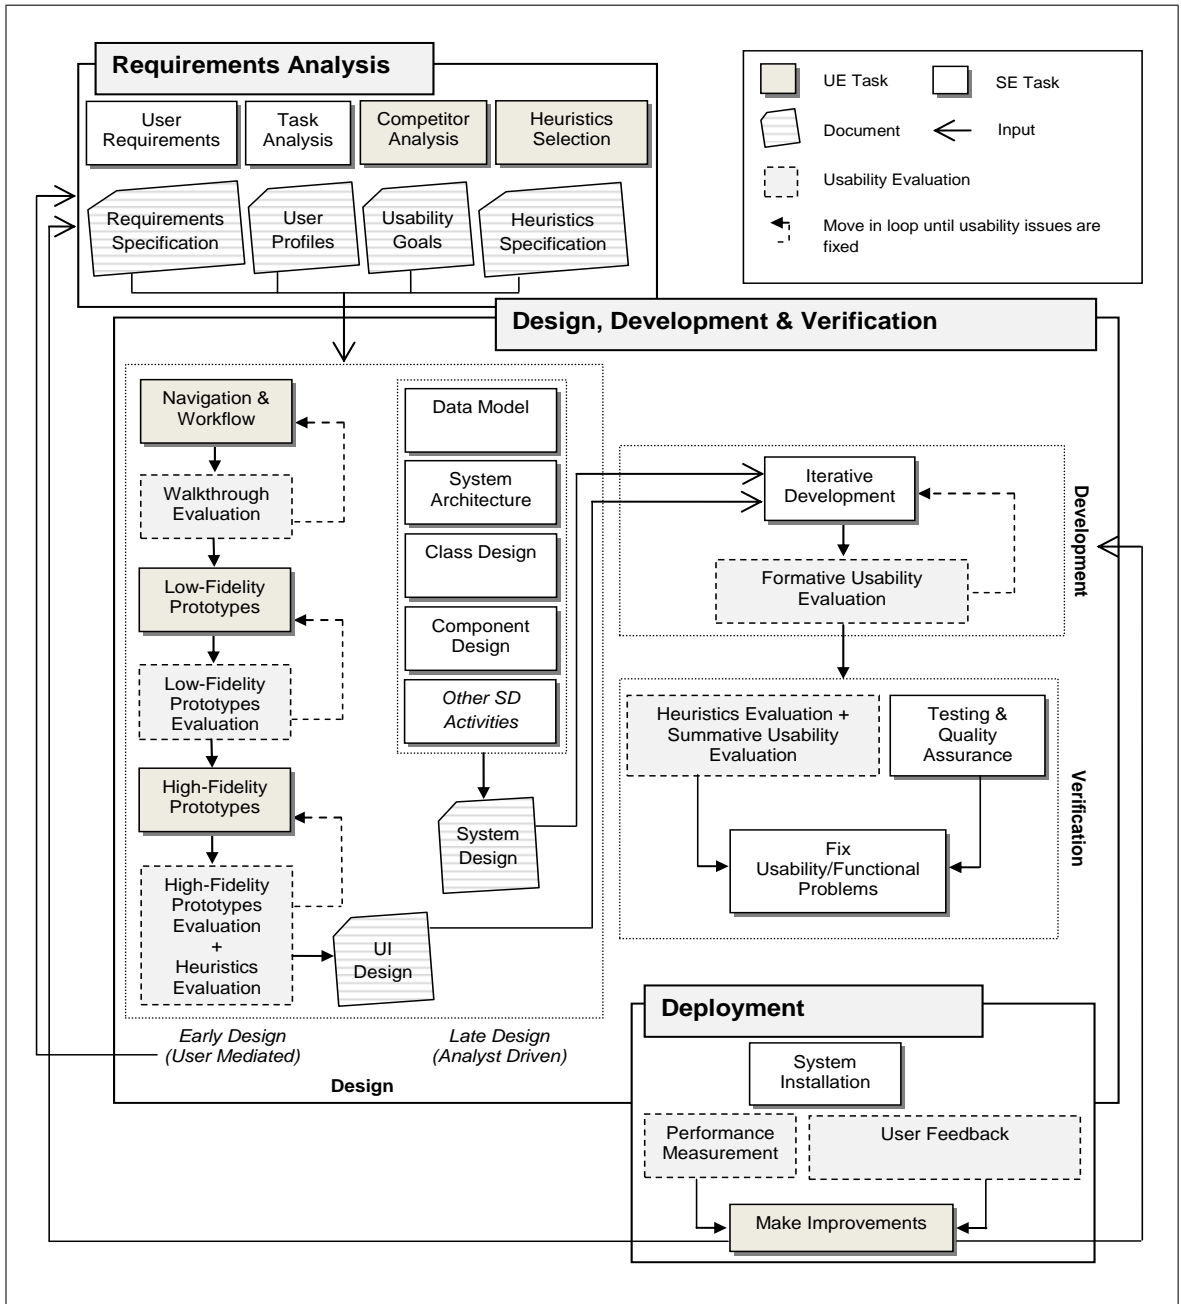 Requirements Analysis
User
Requirements
Task
Analysis
Competitor
Analysis
Heuristics
Selection
Requirements
Specification
User
Profiles
Usability
Goals
Heuristics
Specification
UE Task
SE Task
Document
Input
Usability Evaluation
Move in loop until usability issues are
fixed
Design, Development & Verification
Navigation &
Workflow
Walkthrough
Evaluation
Low-Fidelity
Prototypes
Low-Fidelity
Prototypes
Evaluation
High-Fidelity
Prototypes
High-Fidelity
Prototypes
Evaluation
+
Heuristics
Evaluation
UI
Design
Data Model
System
Architecture
Class Design
Component
Design
Other SD
Activities
System
Design
Early Design
(User Mediated)
Late Design
(Analyst Driven)
Design
Iterative
Development
Formative Usability
Evaluation
Development
Heuristics Evaluation +
Summative Usability
Evaluation
Testing &
Quality
Assurance
Fix
Usability/Functional
Problems
Verification
Deployment
System
Installation
Performance
Measurement
User Feedback
Make Improvements